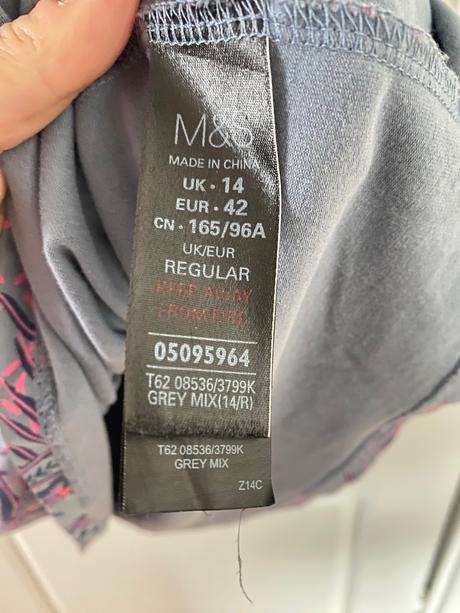 M&S
MADE IN CHINA
UK • 14
EUR • 42
CN • 165/96A
UK/EUR
REGULAR
KEEP AWAY
FROM FIRE
05095964
T62 08536/3799K
GREY MIX(14/R)
T62 08536/3799K
GREY MIX
Z14C